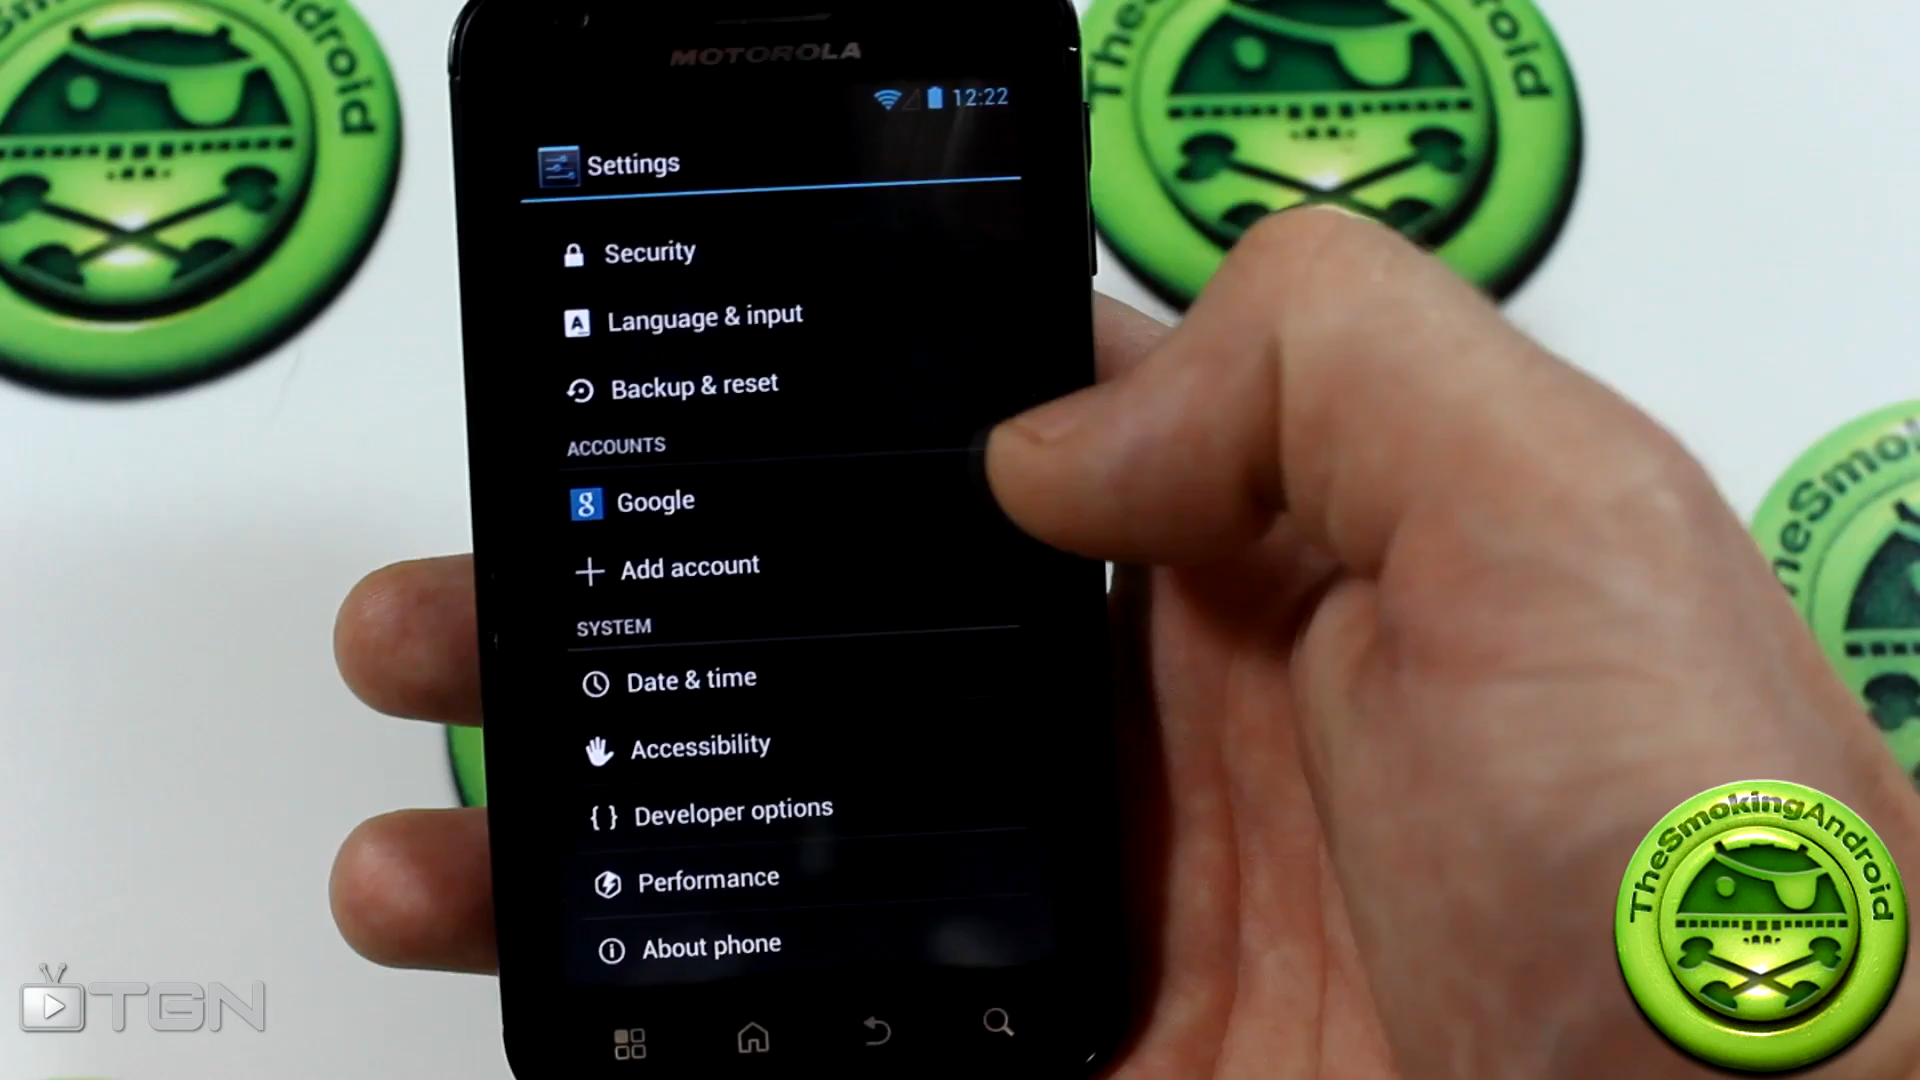 MOTOROLA
12:22
Settings
Security
A
Language & input
Backup & reset
ACCOUNTS
g
Google
Add account
SYSTEM
Date & time
Accessibility
{ } Developer options
Performance
About phone
TGN
TheSmokingAndroid